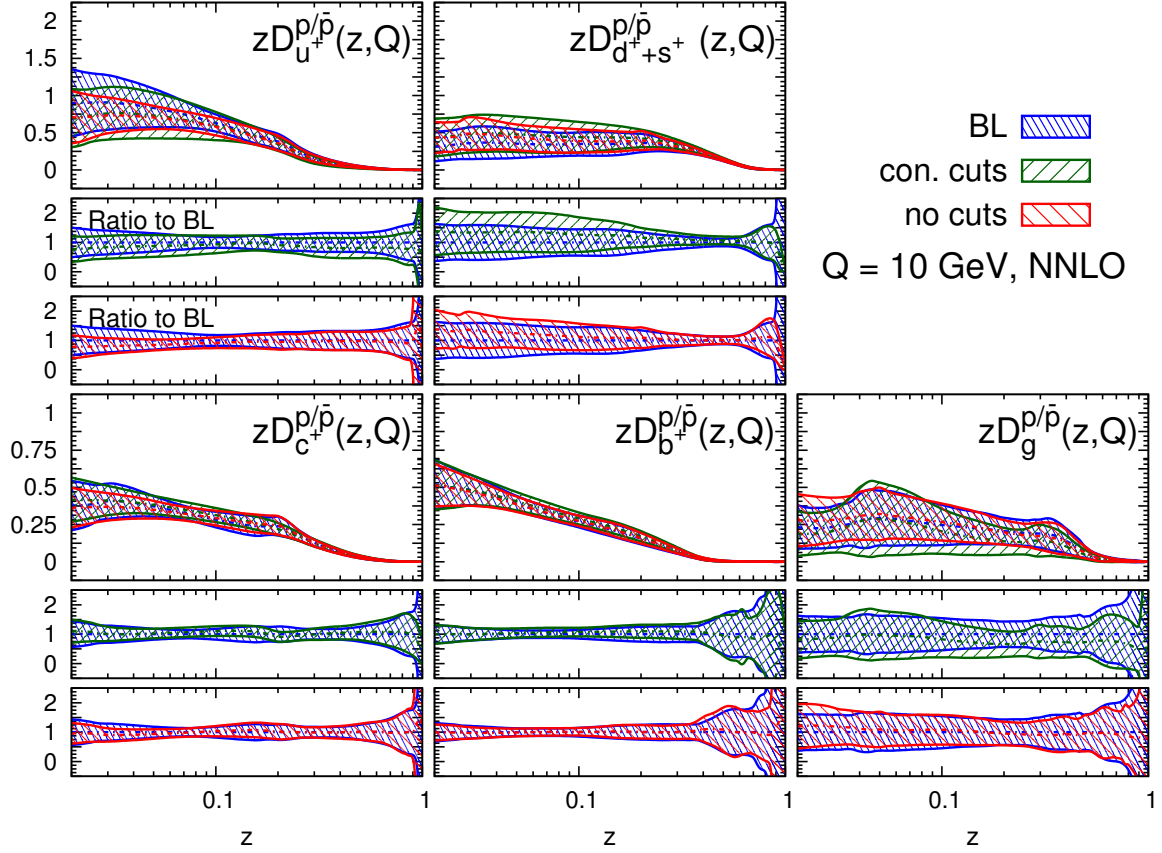 2
1.5
1
0.5
0
zD_{u^+}^{p/p̄}(z,Q)
zD_{d^++s^+}^{p/p̄} (z,Q)
BL
con. cuts
no cuts
Q = 10 GeV, NNLO
2
1
0
Ratio to BL
2
1
0
Ratio to BL
1
0.75
0.5
0.25
0
zD_{c^+}^{p/p̄}(z,Q)
zD_{b^+}^{p/p̄}(z,Q)
zD_{g}^{p/p̄}(z,Q)
2
1
0
2
1
0
0.1 1
0.1 1
0.1 1
z
z
z